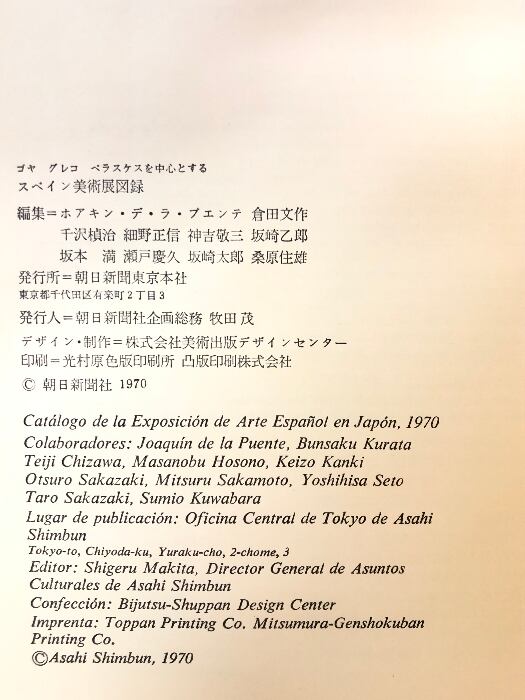 ゴヤ グレコ ベラスケスを中心とする
スペイン美術展図録
編集＝ホアキン・デ・ラ・プエンテ 倉田文作
千沢楨治 細野正信 神吉敬三 坂崎乙郎
坂本 満 瀬戸慶久 坂崎太郎 桑原住雄
発行所＝朝日新聞東京本社
東京都千代田区有楽町2丁目3
発行人＝朝日新聞社企画総務 牧田 茂
デザイン・制作＝株式会社美術出版デザインセンター
印刷＝光村原色版印刷所 凸版印刷株式会社
© 朝日新聞社 1970
Catálogo de la Exposición de Arte Español en Japón, 1970
Colaboradores: Joaquín de la Puente, Bunsaku Kurata
Teiji Chizawa, Masanobu Hosono, Keizo Kanki
Otsuro Sakazaki, Mitsuru Sakamoto, Yoshihisa Seto
Taro Sakazaki, Sumio Kuwabara
Lugar de publicación: Oficina Central de Tokyo de Asahi
Shimbun
Tokyo-to, Chiyoda-ku, Yuraku-cho, 2-chome, 3
Editor: Shigeru Makita, Director General de Asuntos
Culturales de Asahi Shimbun
Confección: Bijutsu-Shuppan Design Center
Imprenta: Toppan Printing Co. Mitsumura-Genshokuban
Printing Co.
©Asahi Shimbun, 1970